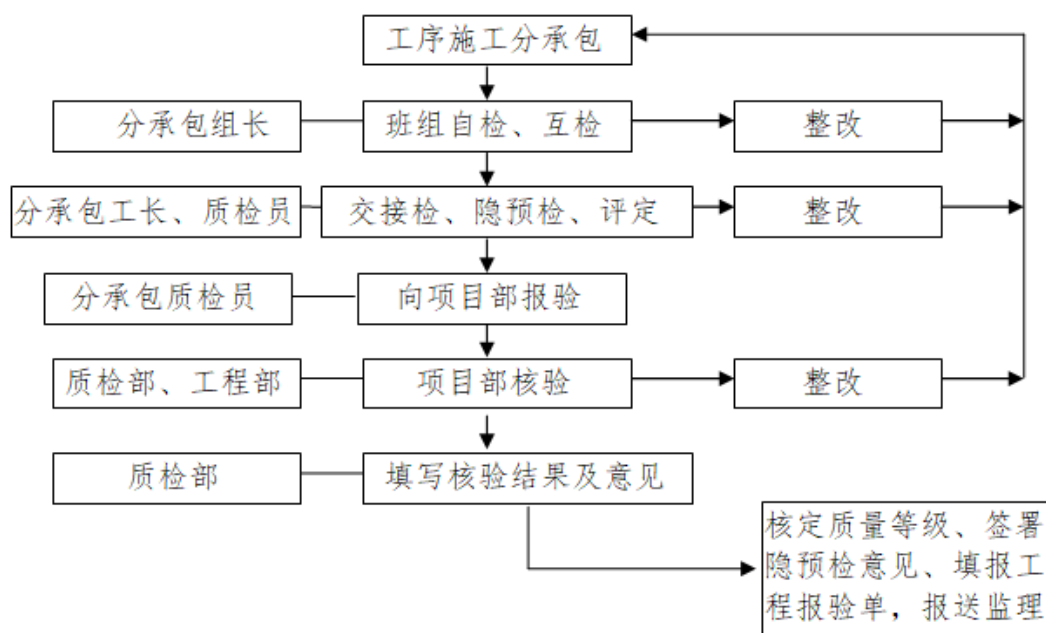 工序施工分承包
分承包组长
班组自检、互检
整改
分承包工长、质检员
交接检、隐预检、评定
整改
分承包质检员
向项目部报验
质检部、工程部
项目部核验
整改
质检部
填写核验结果及意见
核定质量等级、签署
隐预检意见、填报工
程报验单，报送监理